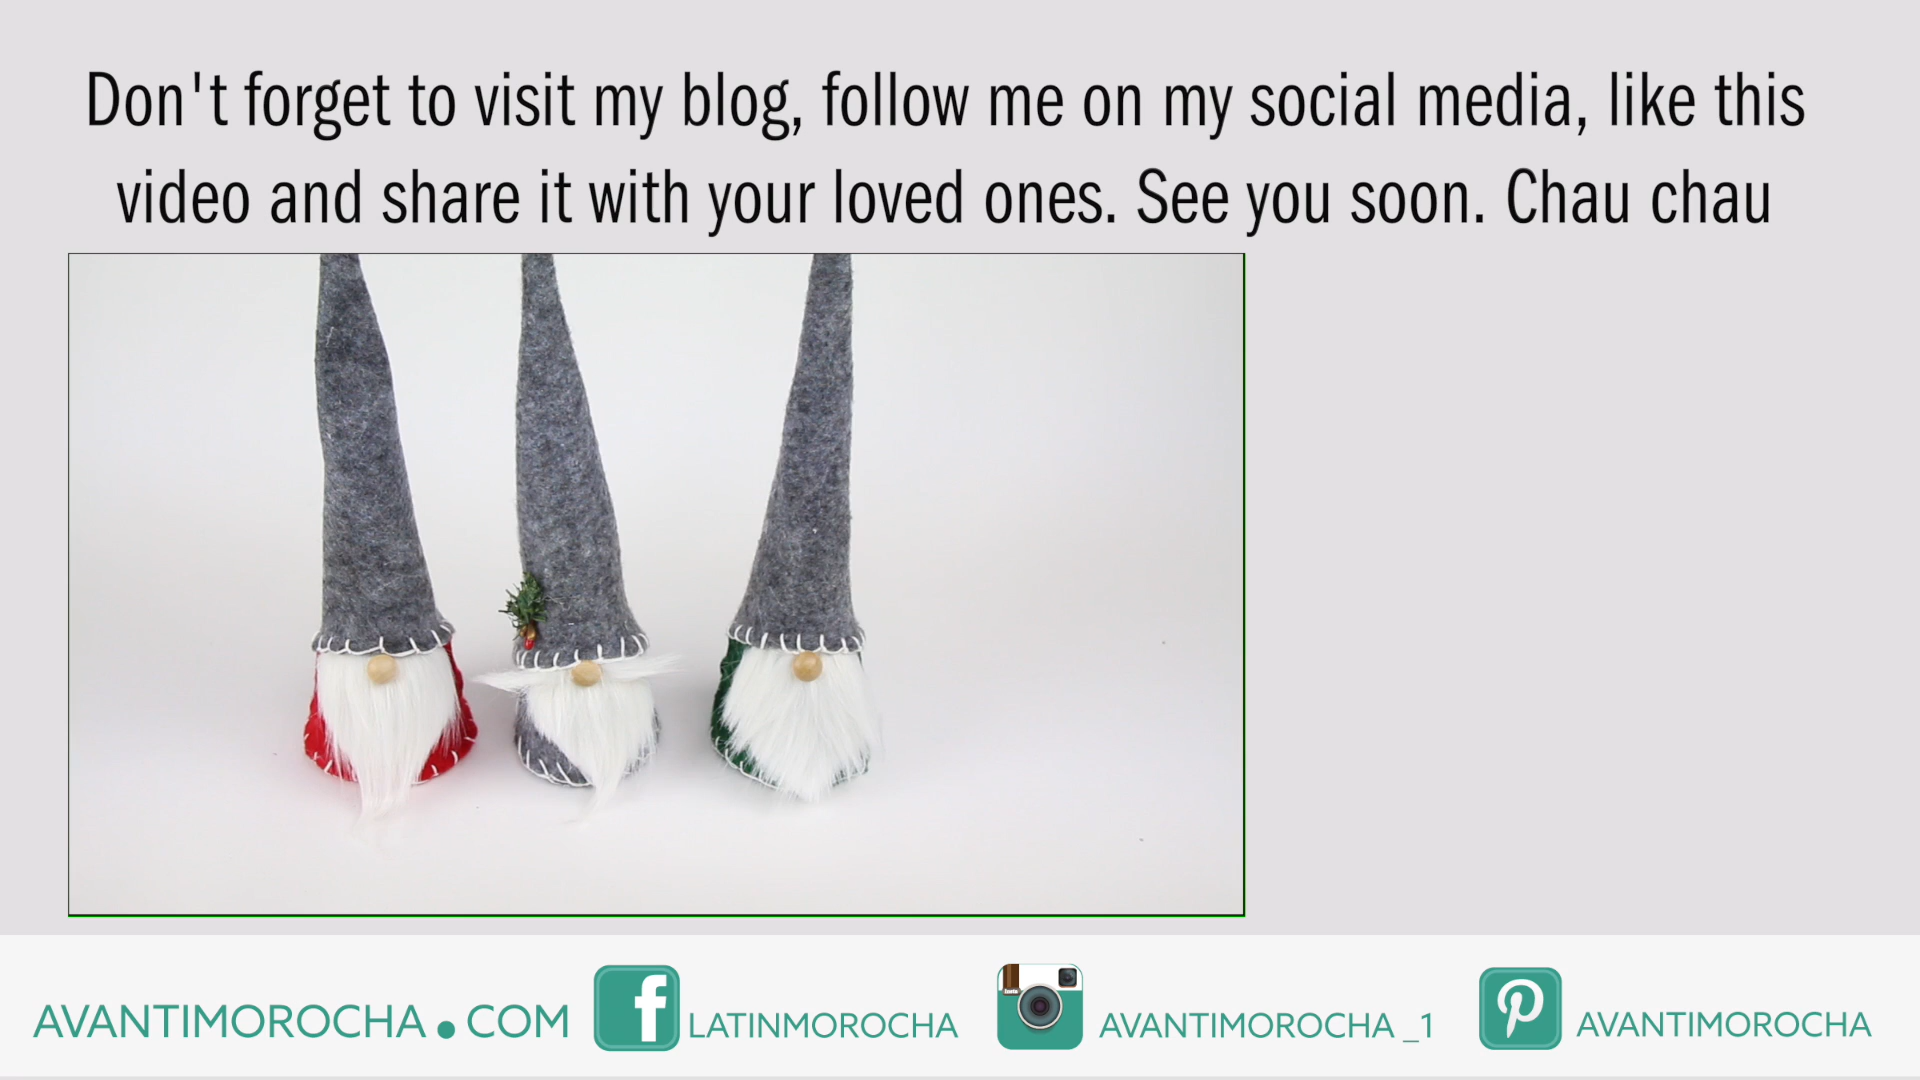 Don't forget to visit my blog, follow me on my social media, like this
video and share it with your loved ones. See you soon. Chau chau
AVANTIMOROCHA.COM
f LATINMOROCHA
Insta
AVANTIMOROCHA_1
AVANTIMOROCHA